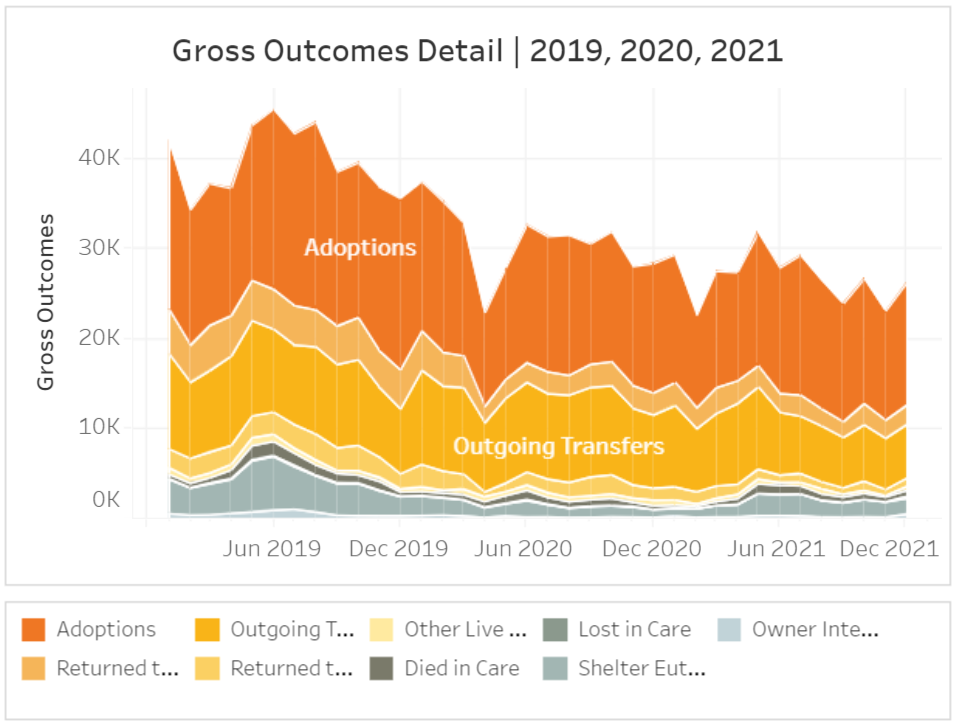 Gross Outcomes Detail | 2019, 2020, 2021
Gross Outcomes
40K
30K
20K
10K
0K
Adoptions
Outgoing Transfers
Jun 2019 Dec 2019 Jun 2020 Dec 2020 Jun 2021 Dec 2021
Adoptions Outgoing T... Other Live ... Lost in Care Owner Inte...
Returned t... Returned t... Died in Care Shelter Eut...